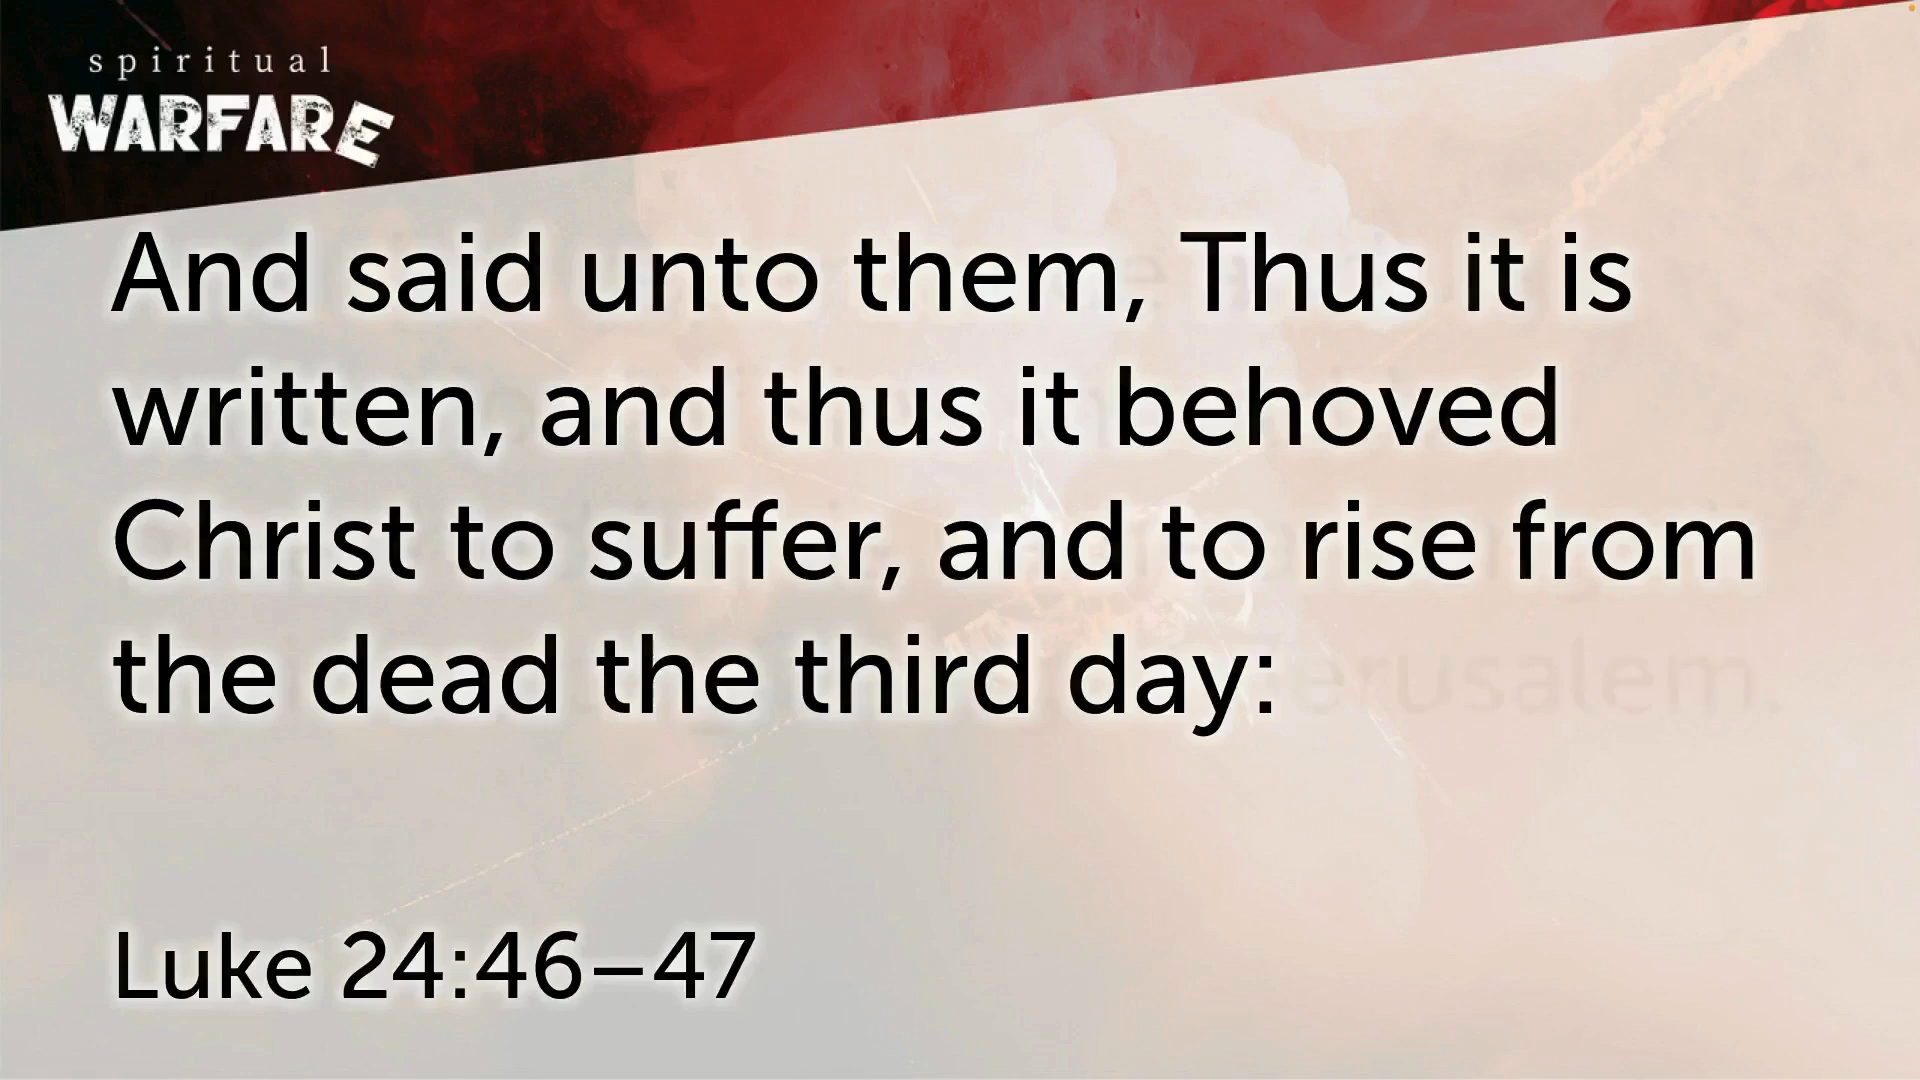 spiritual
WARFARE
And said unto them, Thus it is
written, and thus it behoved
Christ to suffer, and to rise from
the dead the third day:
erusalem.
Luke 24:46–47